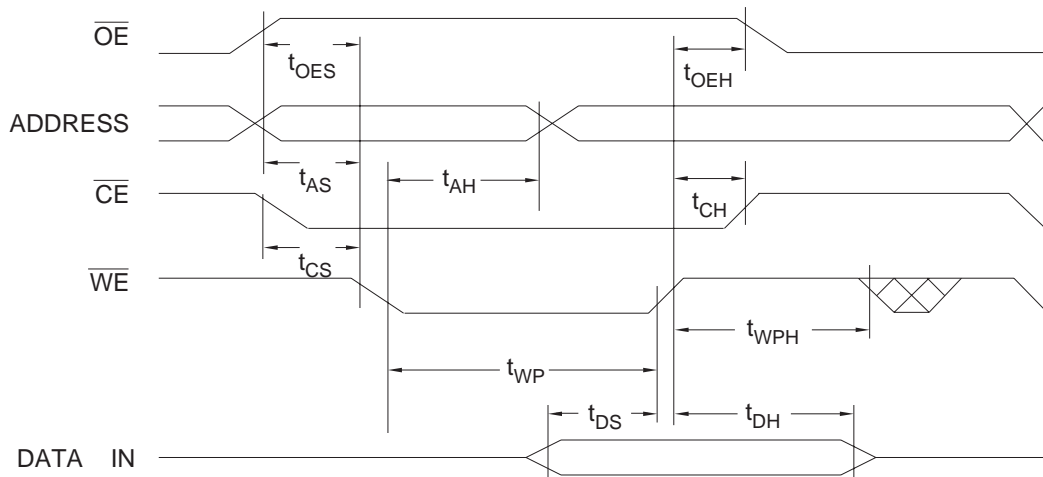 OE
tOES
tOEH
ADDRESS
tAS
tAH
CE
tCH
tCS
WE
tWPH
tWP
tDS
tDH
DATA IN